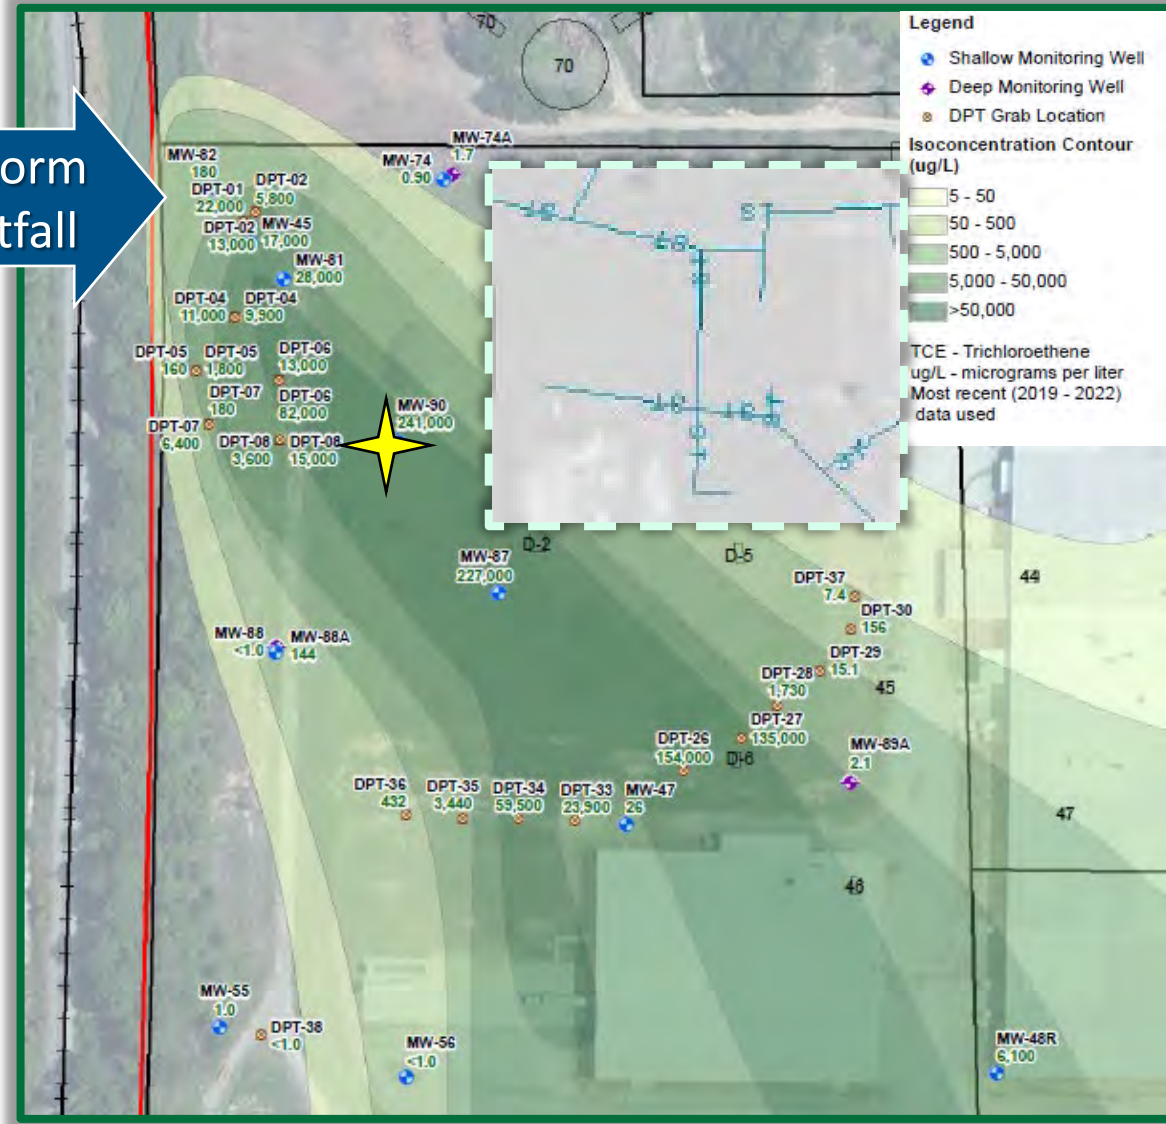 70
70
Legend
Shallow Monitoring Well
Deep Monitoring Well
DPT Grab Location
Isoconcentration Contour
(ug/L)
5 - 50
50 - 500
500 - 5,000
5,000 - 50,000
>50,000
TCE - Trichloroethene
ug/L - micrograms per liter
Most recent (2019 - 2022)
data used
orm
tfall
MW-74A
1.7
MW-74
0.90
MW-82
180
DPT-01
22,000
DPT-02
5,800
DPT-02
13,000
MW-45
17,000
MW-81
28,000
DPT-04
11,000
DPT-04
9,900
DPT-05
160
DPT-05
1,800
DPT-06
13,000
DPT-07
180
DPT-06
82,000
MW-90
241,000
DPT-07
6,400
DPT-08
3,600
DPT-08
15,000
D-2
D-5
MW-87
227,000
DPT-37
7.4
44
DPT-30
156
MW-88
<1.0
MW-88A
144
DPT-29
15.1
DPT-28
1,730
45
DPT-27
135,000
DPT-26
154,000
D-6
MW-89A
2.1
DPT-36
432
DPT-35
3,440
DPT-34
59,500
DPT-33
23,900
MW-47
26
47
46
MW-55
1.0
DPT-38
<1.0
MW-56
<1.0
MW-48R
6,100